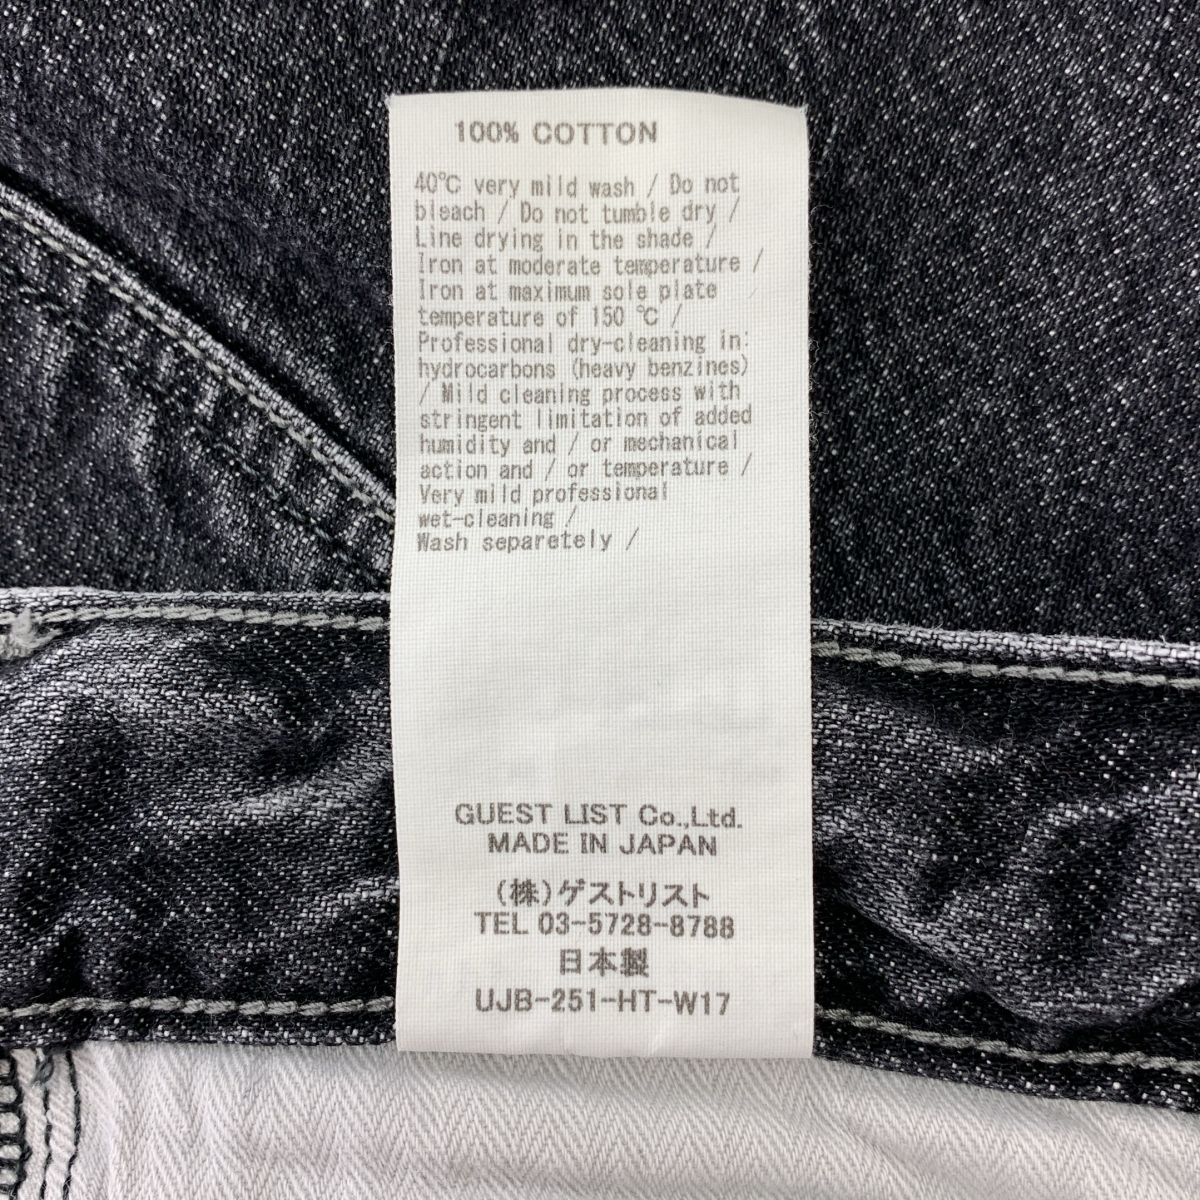 100% COTTON
40℃ very mild wash / Do not
bleach / Do not tumble dry /
Line drying in the shade /
Iron at moderate temperature /
Iron at maximum sole plate
temperature of 150 ℃ /
Professional dry-cleaning in:
hydrocarbons (heavy benzines)
/ Mild cleaning process with
stringent limitation of added
humidity and / or mechanical
action and / or temperature /
Very mild professional
wet-cleaning /
Wash separetely /
GUEST LIST Co.,Ltd.
MADE IN JAPAN
(株)ゲストリスト
TEL 03-5728-8788
日本製
UJB-251-HT-W17